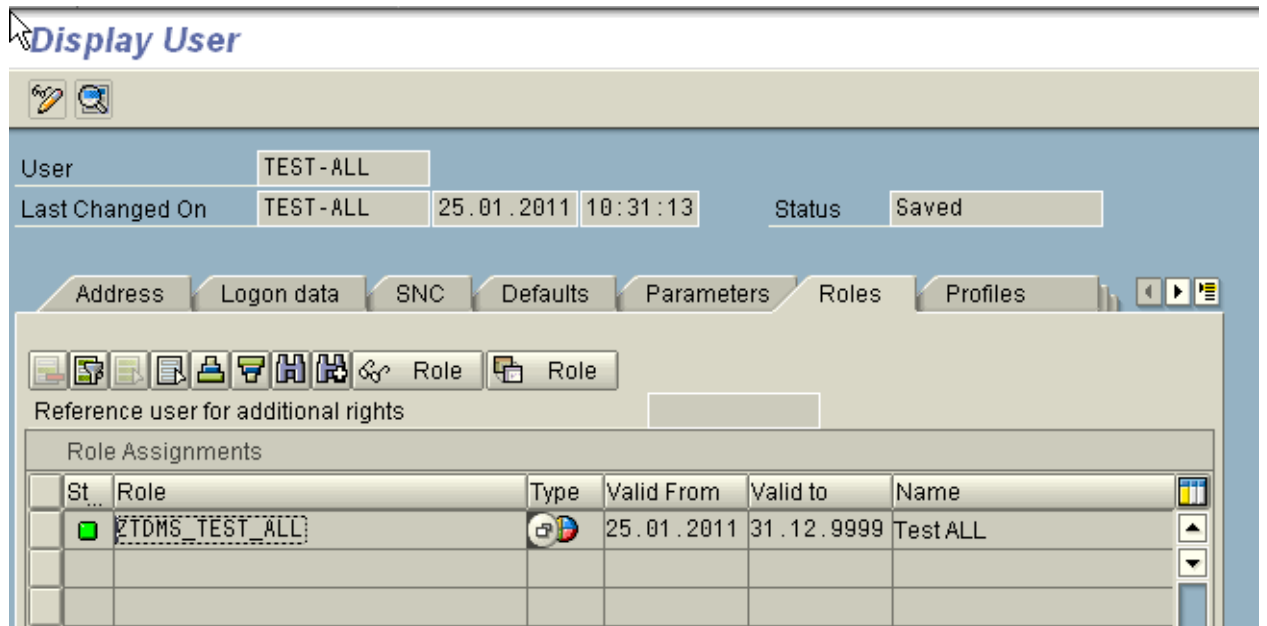 Display User
User TEST-ALL
Last Changed On TEST-ALL 25.01.2011 10:31:13 Status Saved
Address Logon data SNC Defaults Parameters Roles Profiles
Role Role
Reference user for additional rights
Role Assignments
St... Role Type Valid From Valid to Name
ZTDMS_TEST_ALL 25.01.2011 31.12.9999 Test ALL